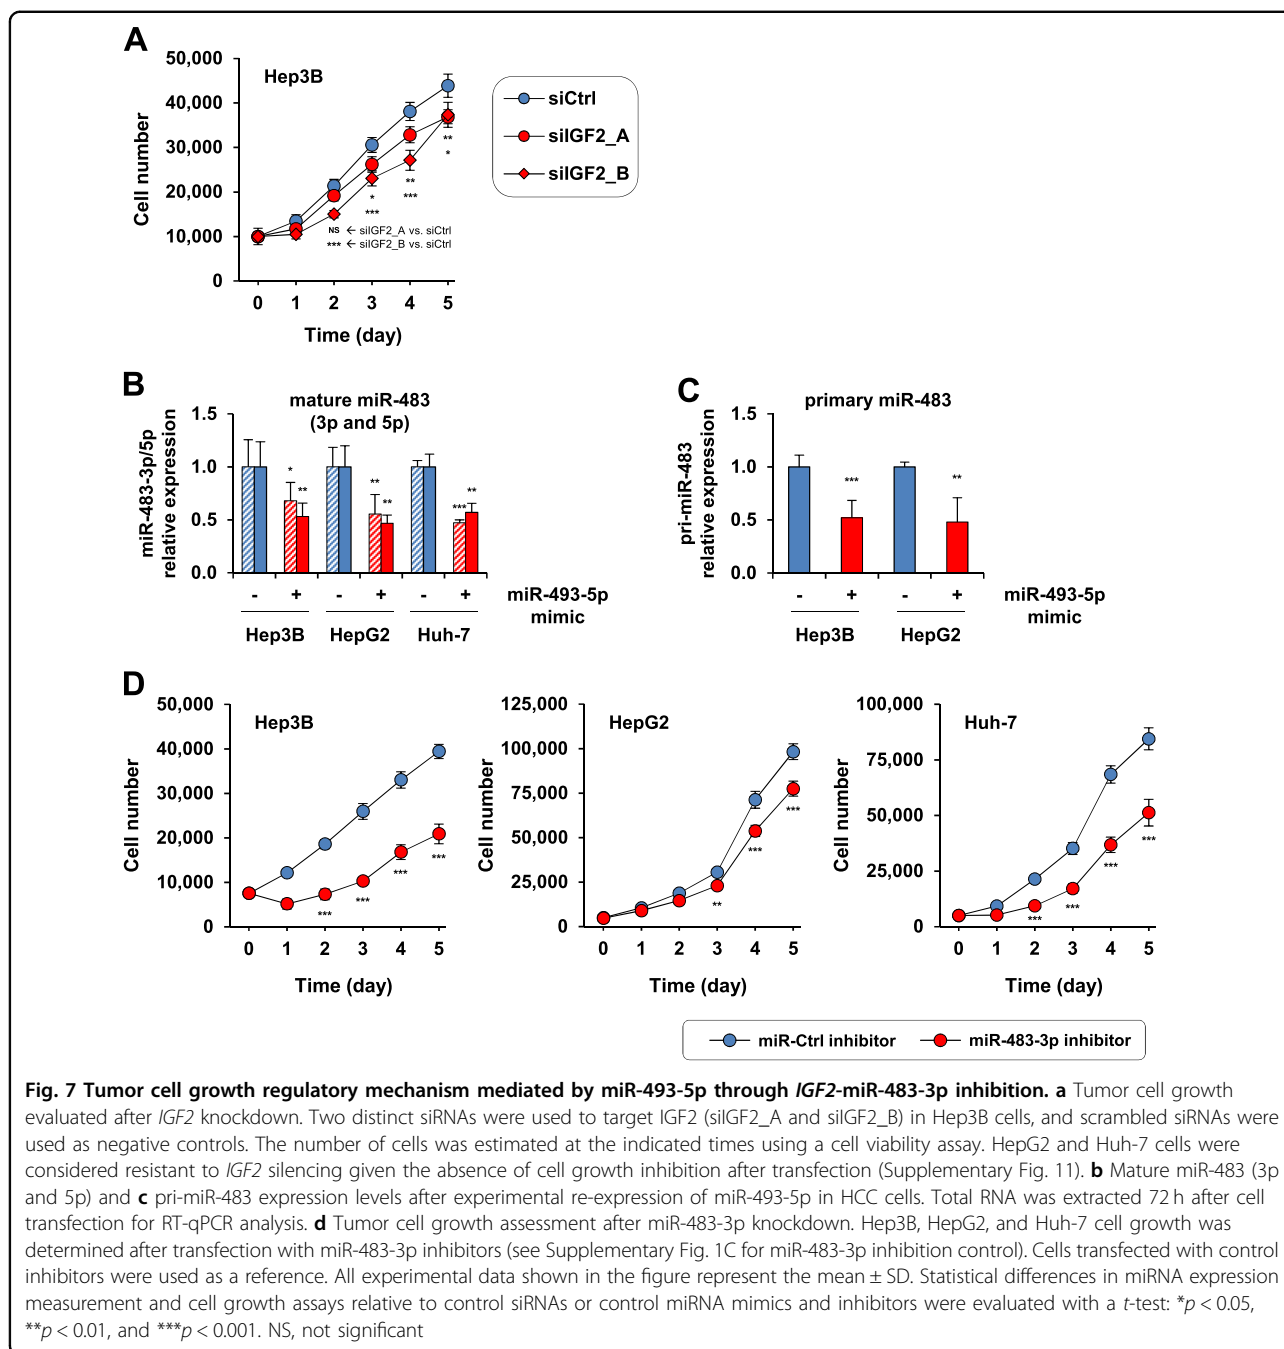 A
Hep3B
50,000
40,000
30,000
20,000
10,000
0
Cell number
0 1 2 3 4 5
Time (day)
* ** **
*** *** *
NS ← siIGF2_A vs. siCtrl
*** ← siIGF2_B vs. siCtrl
siCtrl
siIGF2_A
siIGF2_B
B
mature miR-483
(3p and 5p)
miR-483-3p/5p
relative expression
1.5
1.0
0.5
0.0
* ** ** ** *** **
- + - + - +
miR-493-5p
mimic
Hep3B HepG2 Huh-7
C
primary miR-483
pri-miR-483
relative expression
1.5
1.0
0.5
0.0
*** **
- + - +
miR-493-5p
mimic
Hep3B HepG2
D
Hep3B
50,000
40,000
30,000
20,000
10,000
0
Cell number
*** *** *** ***
0 1 2 3 4 5
Time (day)
HepG2
125,000
100,000
75,000
50,000
25,000
0
Cell number
** *** ***
0 1 2 3 4 5
Time (day)
Huh-7
100,000
75,000
50,000
25,000
0
Cell number
*** *** *** ***
0 1 2 3 4 5
Time (day)
miR-Ctrl inhibitor miR-483-3p inhibitor
Fig. 7 Tumor cell growth regulatory mechanism mediated by miR-493-5p through IGF2-miR-483-3p inhibition. a Tumor cell growth
evaluated after IGF2 knockdown. Two distinct siRNAs were used to target IGF2 (siIGF2_A and siIGF2_B) in Hep3B cells, and scrambled siRNAs were
used as negative controls. The number of cells was estimated at the indicated times using a cell viability assay. HepG2 and Huh-7 cells were
considered resistant to IGF2 silencing given the absence of cell growth inhibition after transfection (Supplementary Fig. 11). b Mature miR-483 (3p
and 5p) and c pri-miR-483 expression levels after experimental re-expression of miR-493-5p in HCC cells. Total RNA was extracted 72 h after cell
transfection for RT-qPCR analysis. d Tumor cell growth assessment after miR-483-3p knockdown. Hep3B, HepG2, and Huh-7 cell growth was
determined after transfection with miR-483-3p inhibitors (see Supplementary Fig. 1C for miR-483-3p inhibition control). Cells transfected with control
inhibitors were used as a reference. All experimental data shown in the figure represent the mean ± SD. Statistical differences in miRNA expression
measurement and cell growth assays relative to control siRNAs or control miRNA mimics and inhibitors were evaluated with a t-test: *p < 0.05,
**p < 0.01, and ***p < 0.001. NS, not significant